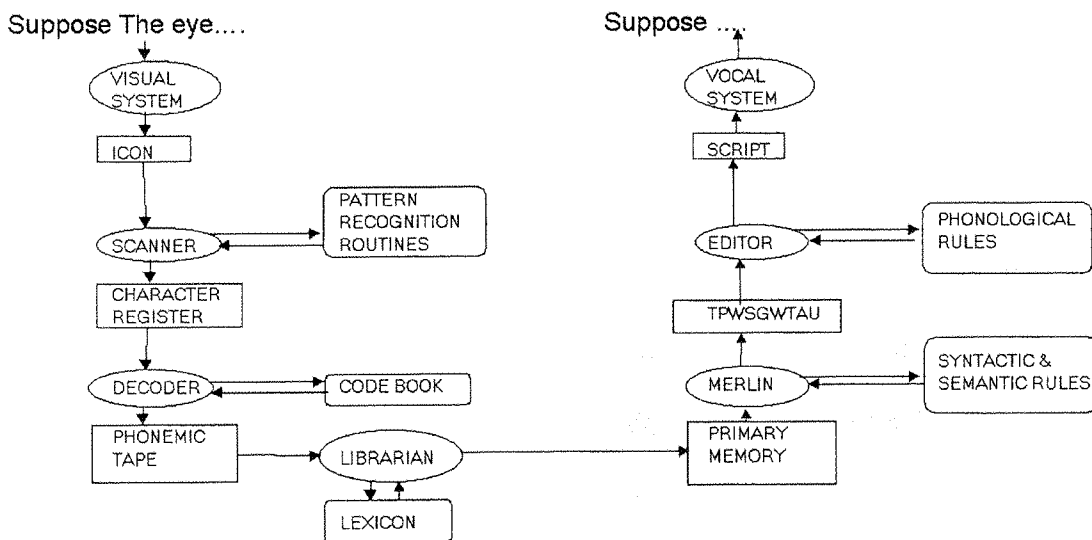 Suppose The eye....
VISUAL
SYSTEM
ICON
SCANNER
PATTERN
RECOGNITION
ROUTINES
CHARACTER
REGISTER
DECODER
CODE BOOK
PHONEMIC
TAPE
LIBRARIAN
LEXICON
Suppose ....
VOCAL
SYSTEM
SCRIPT
EDITOR
PHONOLOGICAL
RULES
TPWSGWTAU
MERLIN
SYNTACTIC &
SEMANTIC RULES
PRIMARY
MEMORY